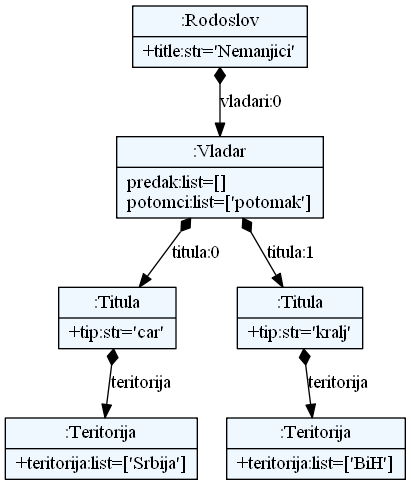 :Rodoslov
+title:str='Nemanjici'
vladari:0
:Vladar
predak:list=[]
potomci:list=['potomak']
titula:0
titula:1
:Titula
+tip:str='car'
:Titula
+tip:str='kralj'
teritorija
teritorija
:Teritorija
+teritorija:list=['Srbija']
:Teritorija
+teritorija:list=['BiH']